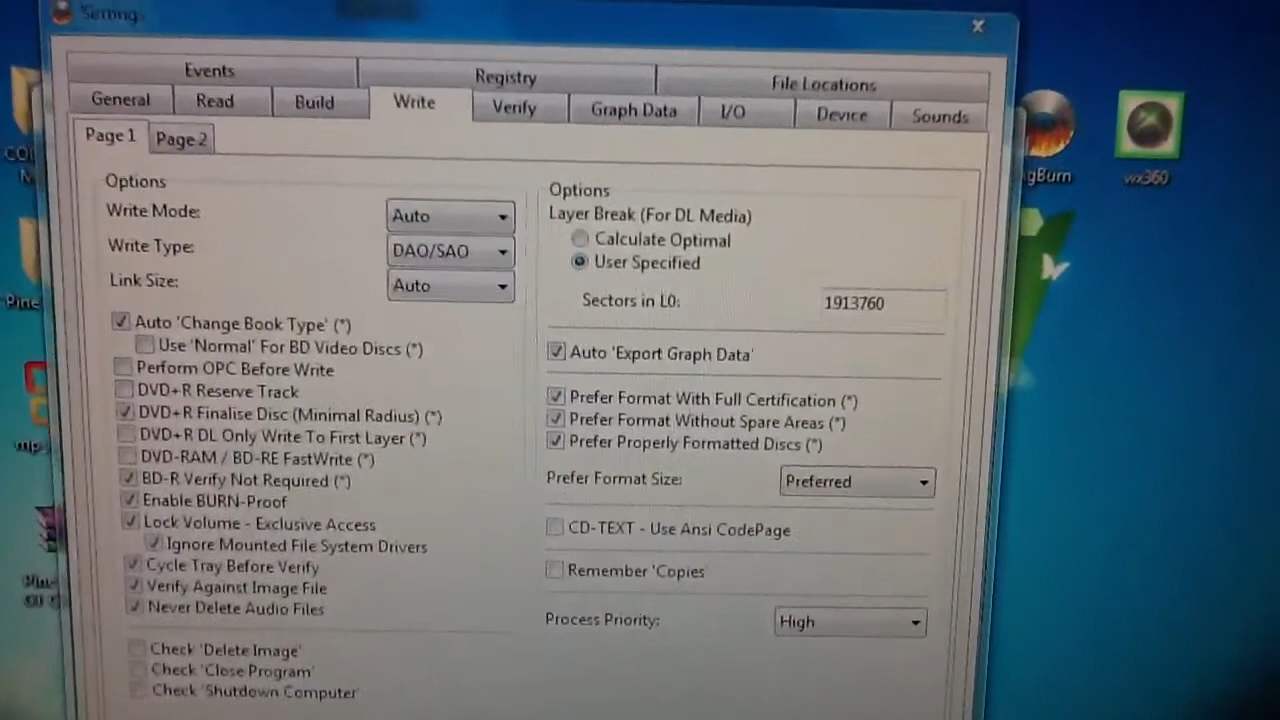 Setting
Events
Registry
File Locations
General
Read
Build
Write
Verify
Graph Data
I/O
Device
Sounds
Page 1
Page 2
Options
Write Mode:
Auto
Write Type:
DAO/SAO
Link Size:
Auto
Auto 'Change Book Type' (*)
Use 'Normal' For BD Video Discs (*)
Perform OPC Before Write
DVD+R Reserve Track
DVD+R Finalise Disc (Minimal Radius) (*)
DVD+R DL Only Write To First Layer (*)
DVD-RAM / BD-RE FastWrite (*)
BD-R Verify Not Required (*)
Enable BURN-Proof
Lock Volume - Exclusive Access
Ignore Mounted File System Drivers
Cycle Tray Before Verify
Verify Against Image File
Never Delete Audio Files
Check 'Delete Image'
Check 'Close Program'
Check 'Shutdown Computer'
Options
Layer Break (For DL Media)
Calculate Optimal
User Specified
Sectors in L0:
1913760
Auto 'Export Graph Data'
Prefer Format With Full Certification (*)
Prefer Format Without Spare Areas (*)
Prefer Properly Formatted Discs (*)
Prefer Format Size:
Preferred
CD-TEXT - Use Ansi CodePage
Remember 'Copies
Process Priority:
High
gBurn
wx360
Pine
mp